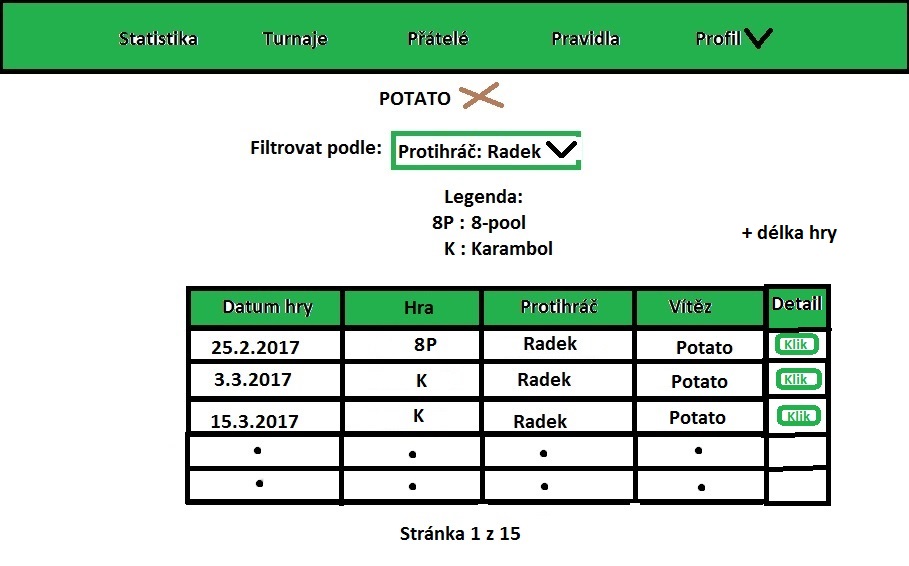 Statistika Turnaje Přátelé Pravidla Profil
POTATO
Filtrovat podle: Protihráč: Radek
Legenda:
8P : 8-pool
K : Karambol
+ délka hry
Datum hry Hra Protihráč Vítěz Detail
25.2.2017 8P Radek Potato Klik
3.3.2017 K Radek Potato Klik
15.3.2017 K Radek Potato Klik
Stránka 1 z 15